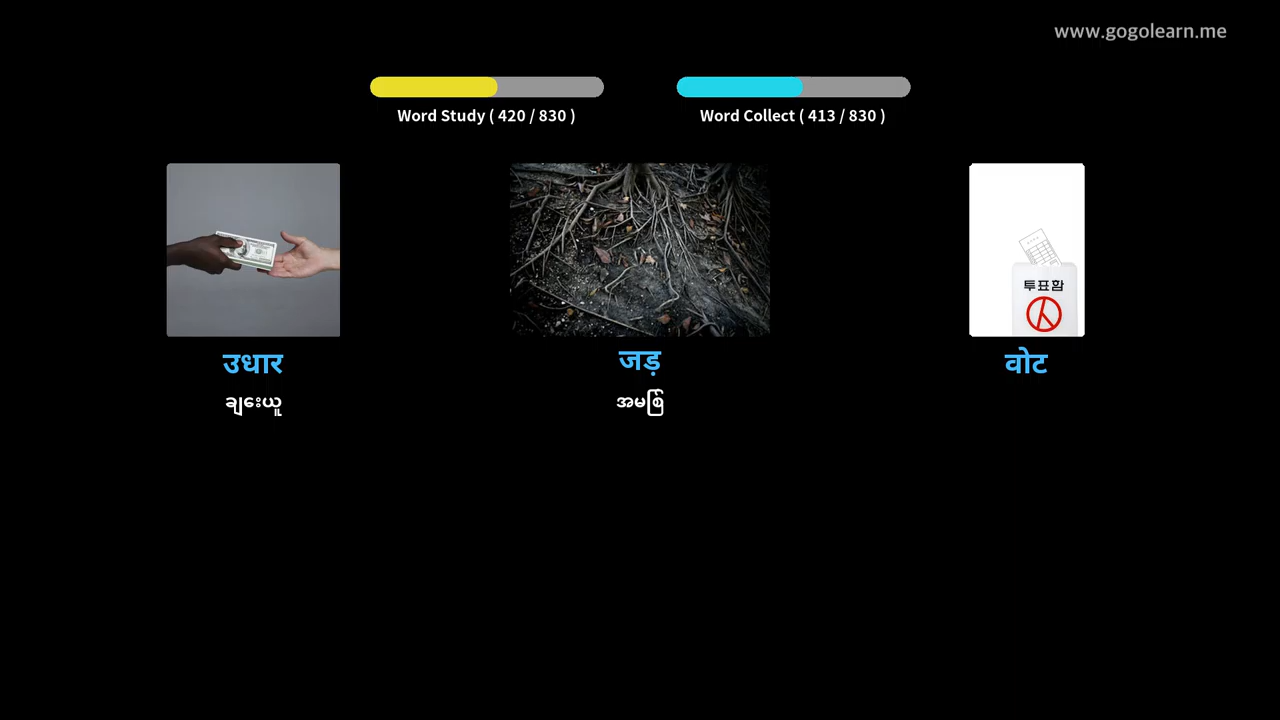 www.gogolearn.me
Word Study ( 420 / 830 )
Word Collect ( 413 / 830 )
투표함
उधार
जड़
वोट
ချေးယူ
အမြစ်